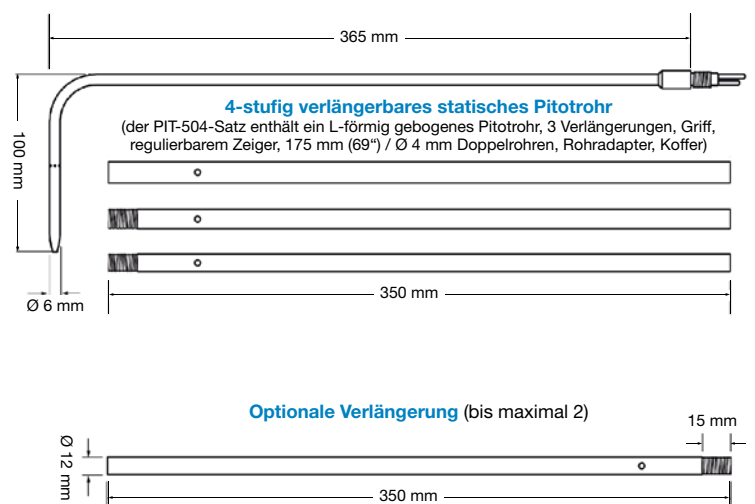 365 mm
4-stufig verlängerbares statisches Pitotrohr
(der PIT-504-Satz enthält ein L-förmig gebogenes Pitotrohr, 3 Verlängerungen, Griff,
regulierbarem Zeiger, 175 mm (69“) / Ø 4 mm Doppelrohren, Rohradapter, Koffer)
100 mm
Ø 6 mm
350 mm
Optionale Verlängerung (bis maximal 2)
15 mm
Ø 12 mm
350 mm